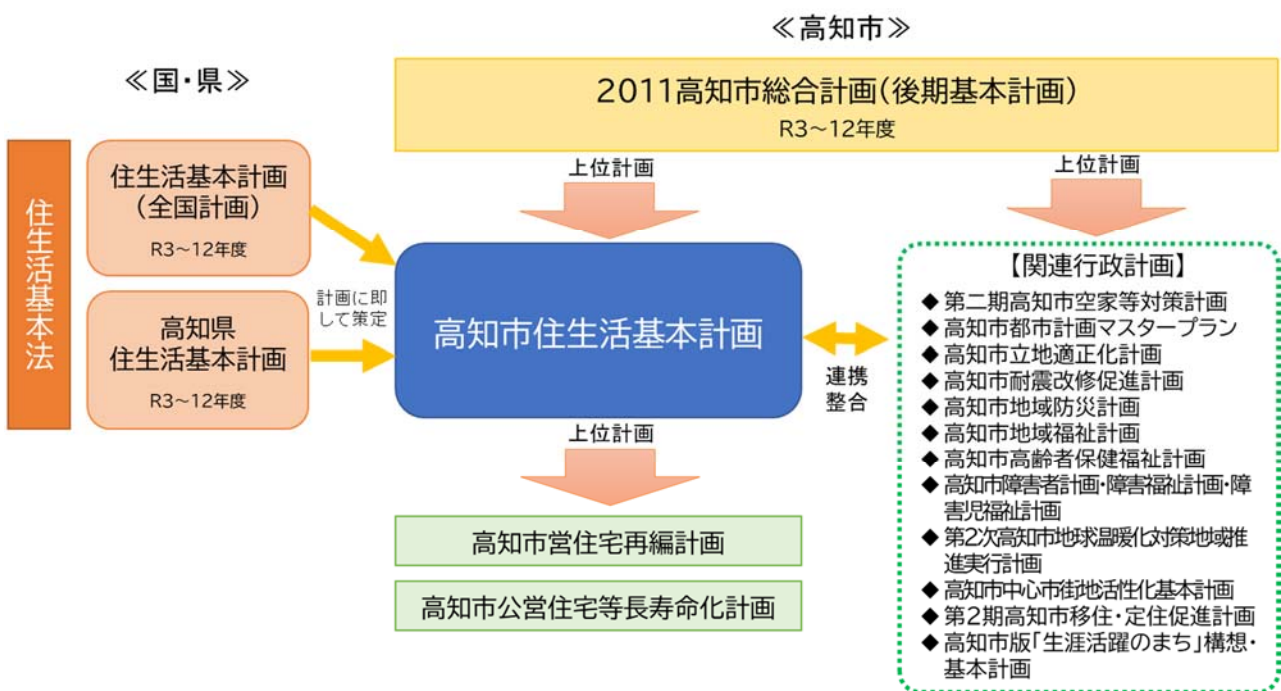 ≪高知市≫
≪国・県≫
2011高知市総合計画(後期基本計画)
R3~12年度
住生活基本法
住生活基本計画
(全国計画)
R3~12年度
高知県
住生活基本計画
R3~12年度
計画に即
して策定
上位計画
上位計画
高知市住生活基本計画
連携
整合
上位計画
高知市営住宅再編計画
高知市公営住宅等長寿命化計画
【関連行政計画】
◆第二期高知市空家等対策計画
◆高知市都市計画マスタープラン
◆高知市立地適正化計画
◆高知市耐震改修促進計画
◆高知市地域防災計画
◆高知市地域福祉計画
◆高知市高齢者保健福祉計画
◆高知市障害者計画・障害福祉計画・障
害児福祉計画
◆第2次高知市地球温暖化対策地域推
進実行計画
◆高知市中心市街地活性化基本計画
◆第2期高知市移住・定住促進計画
◆高知市版「生涯活躍のまち」構想・
基本計画